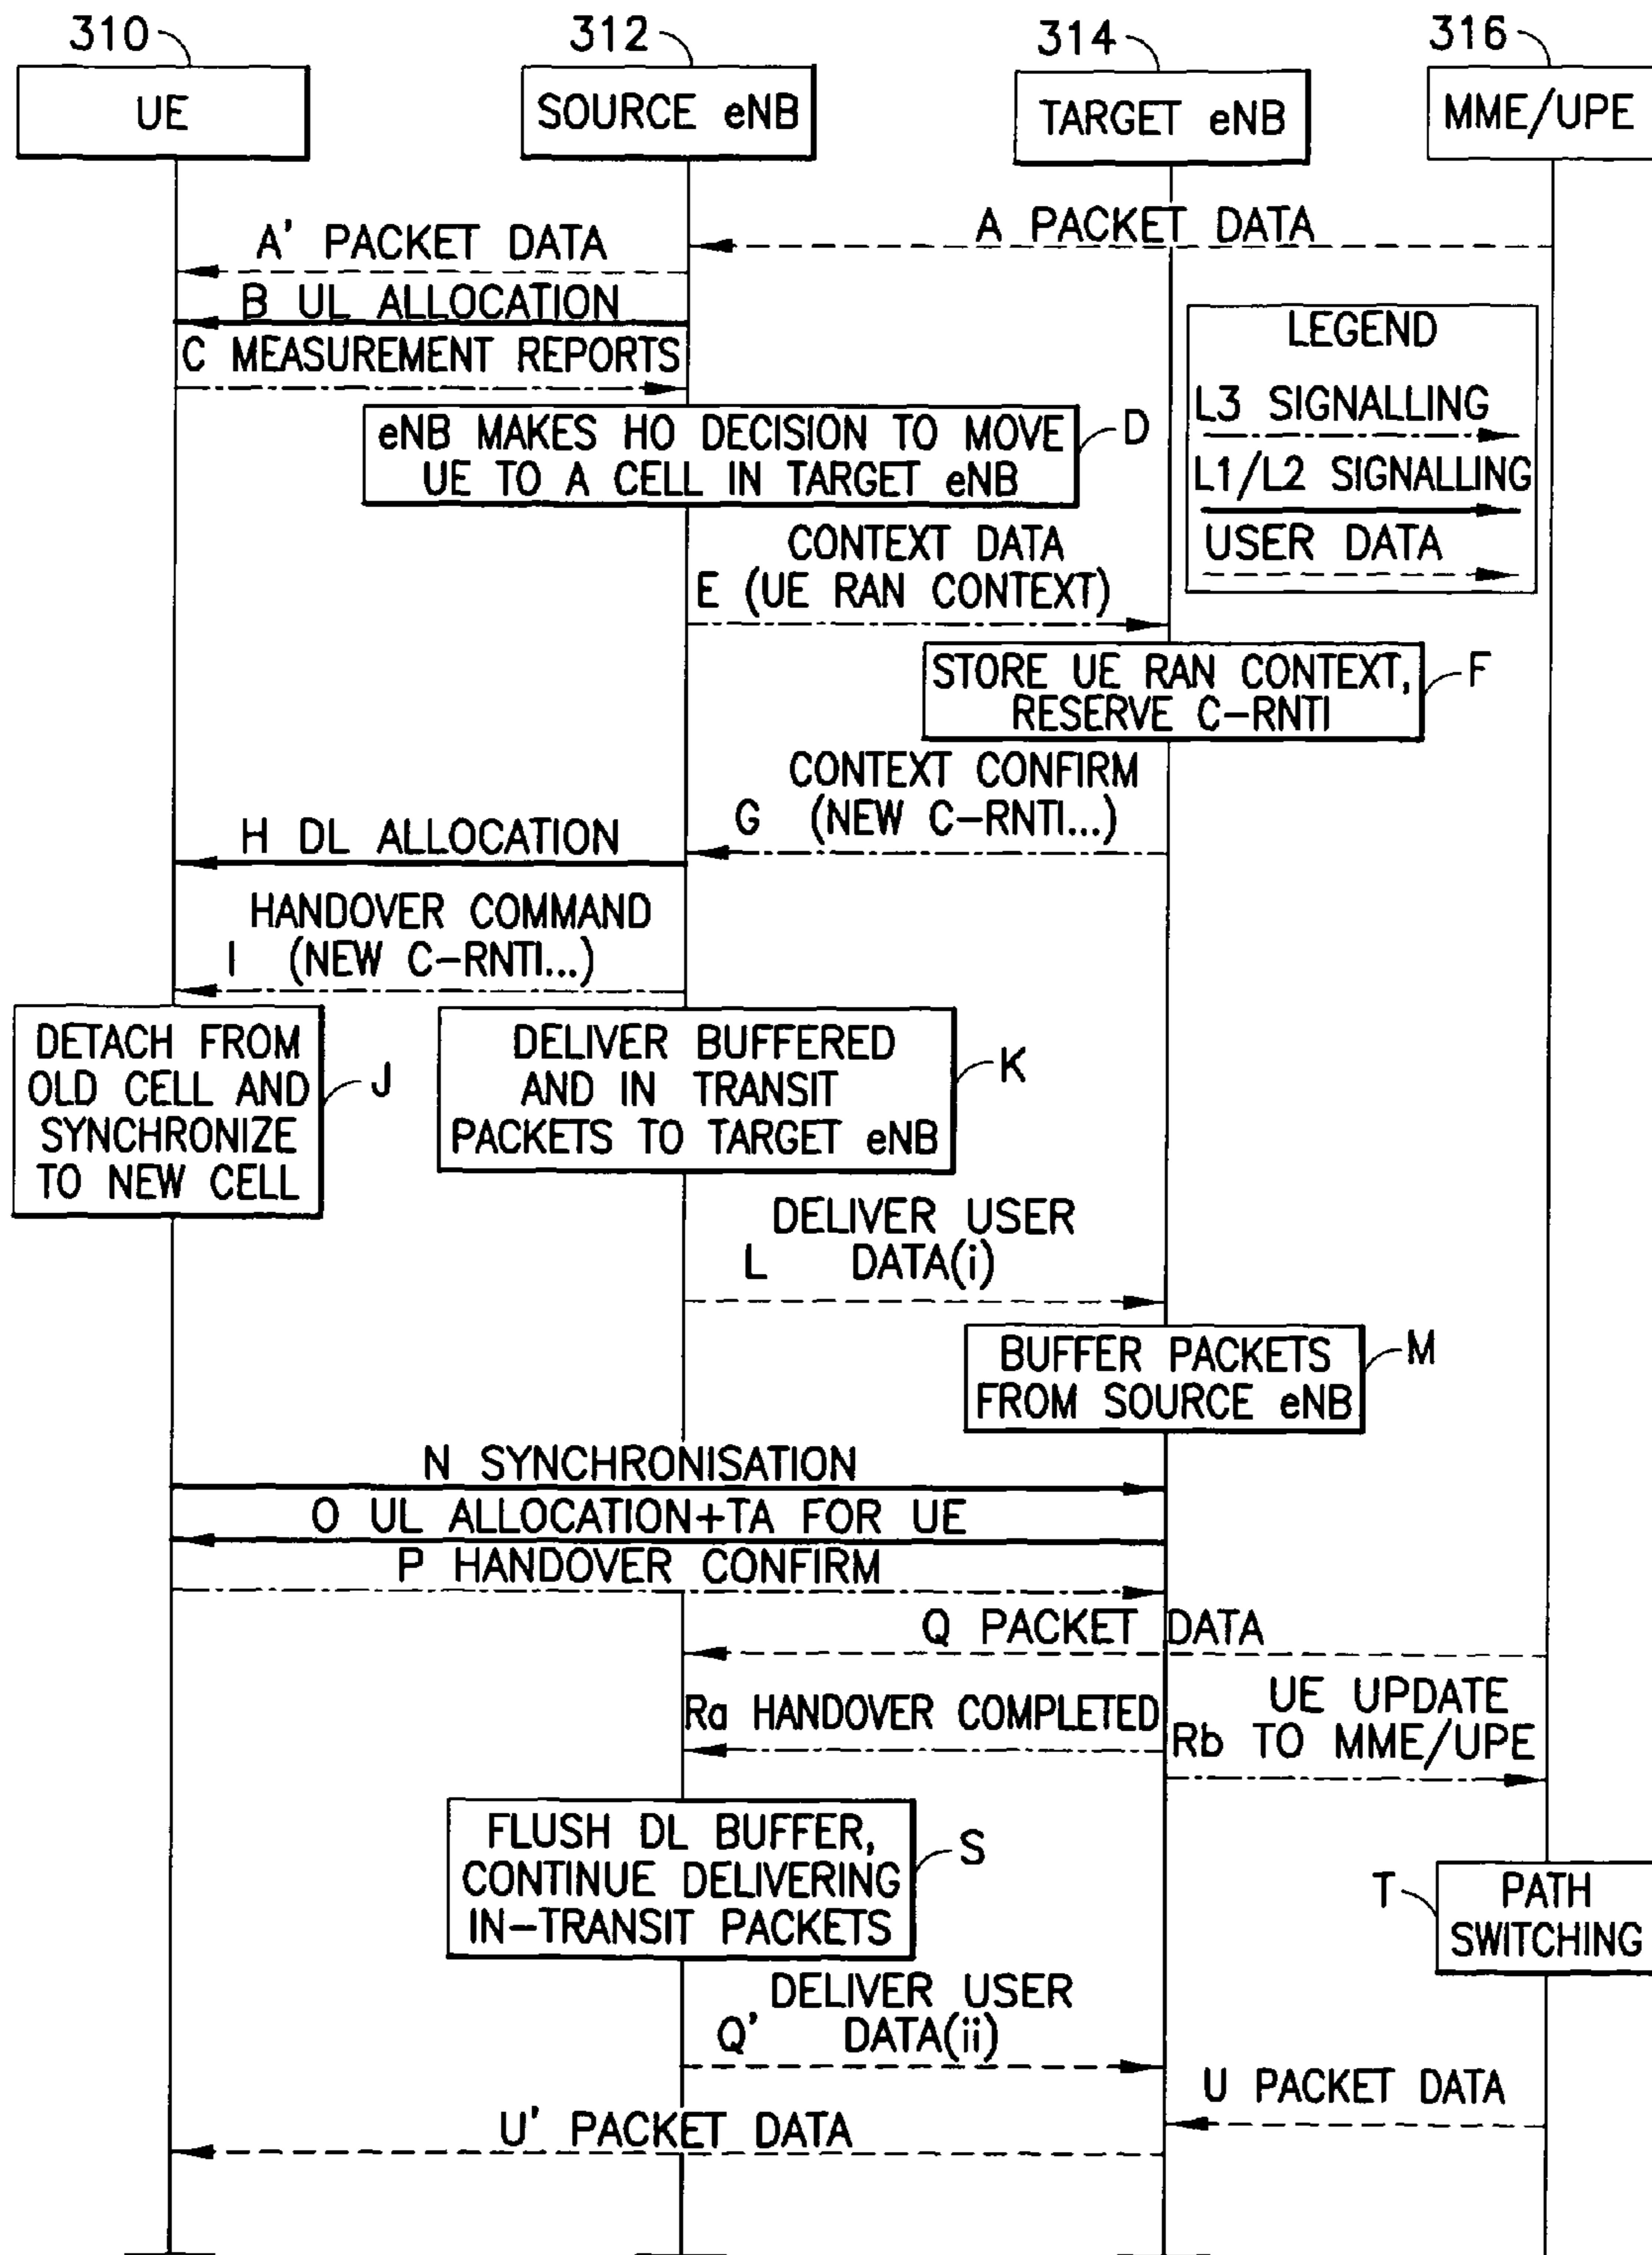 310
312
314
316
UE
SOURCE eNB
TARGET eNB
MME/UPE
A PACKET DATA
A' PACKET DATA
B UL ALLOCATION
C MEASUREMENT REPORTS
LEGEND
L3 SIGNALLING
L1/L2 SIGNALLING
USER DATA
eNB MAKES HO DECISION TO MOVE
UE TO A CELL IN TARGET eNB
D
CONTEXT DATA
E (UE RAN CONTEXT)
STORE UE RAN CONTEXT,
RESERVE C-RNTI
F
CONTEXT CONFIRM
G (NEW C-RNTI...)
H DL ALLOCATION
HANDOVER COMMAND
I (NEW C-RNTI...)
DETACH FROM
OLD CELL AND
SYNCHRONIZE
TO NEW CELL
J
DELIVER BUFFERED
AND IN TRANSIT
PACKETS TO TARGET eNB
K
DELIVER USER
L DATA(i)
BUFFER PACKETS
FROM SOURCE eNB
M
N SYNCHRONISATION
O UL ALLOCATION+TA FOR UE
P HANDOVER CONFIRM
Q PACKET DATA
Ra HANDOVER COMPLETED
UE UPDATE
Rb TO MME/UPE
FLUSH DL BUFFER,
CONTINUE DELIVERING
IN-TRANSIT PACKETS
S
T
PATH
SWITCHING
DELIVER USER
Q' DATA(ii)
U PACKET DATA
U' PACKET DATA